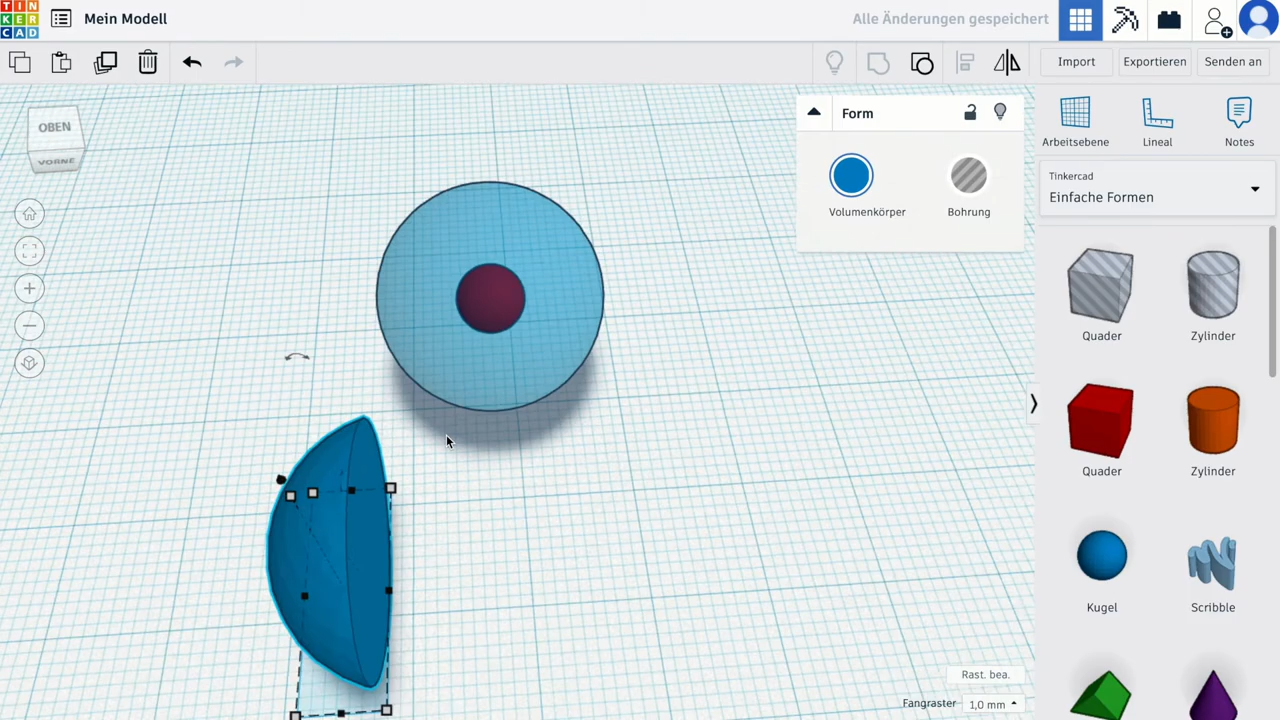 TIN
KER
CAD
Mein Modell
Alle Änderungen gespeichert
Import
Exportieren
Senden an
OBEN
VORNE
Form
Volumenkörper
Bohrung
Arbeitsebene
Lineal
Notes
Tinkercad
Einfache Formen
Quader
Zylinder
Quader
Zylinder
Kugel
Scribble
Rast. bea.
Fangraster
1,0 mm